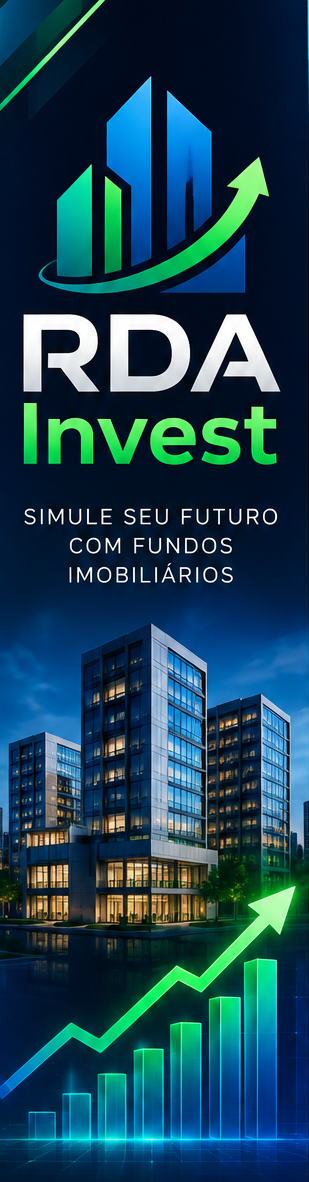 RDA
Invest
SIMULE SEU FUTURO
COM FUNDOS
IMOBILIÁRIOS